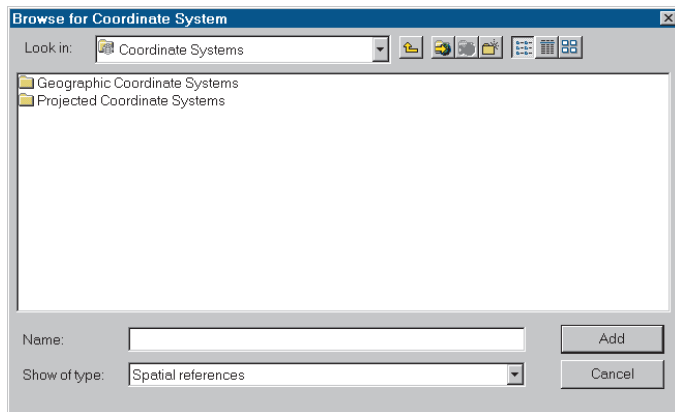 Browse for Coordinate System
Look in: Coordinate Systems
Geographic Coordinate Systems
Projected Coordinate Systems
Name: Add
Show of type: Spatial references Cancel